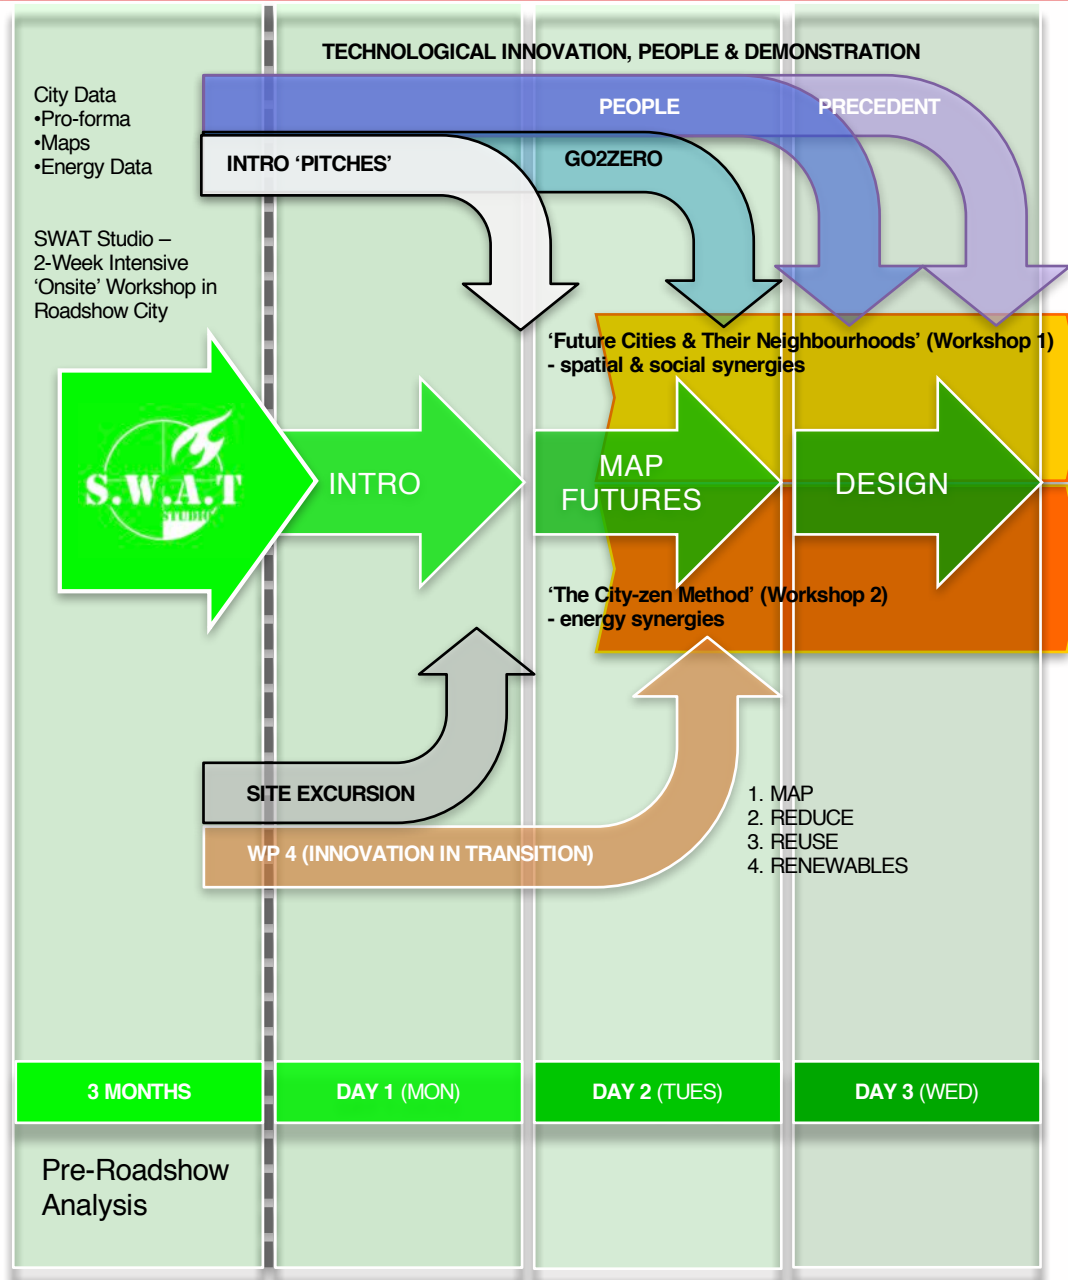 TECHNOLOGICAL INNOVATION, PEOPLE & DEMONSTRATION
City Data
•Pro-forma
•Maps
•Energy Data
PEOPLE
PRECEDENT
INTRO ‘PITCHES’
GO2ZERO
SWAT Studio –
2-Week Intensive
‘Onsite’ Workshop in
Roadshow City
‘Future Cities & Their Neighbourhoods’ (Workshop 1)
- spatial & social synergies
S.W.A.T
STUDIO
INTRO
MAP
FUTURES
DESIGN
‘The City-zen Method’ (Workshop 2)
- energy synergies
SITE EXCURSION
WP 4 (INNOVATION IN TRANSITION)
1. MAP
2. REDUCE
3. REUSE
4. RENEWABLES
3 MONTHS
DAY 1 (MON)
DAY 2 (TUES)
DAY 3 (WED)
Pre-Roadshow
Analysis